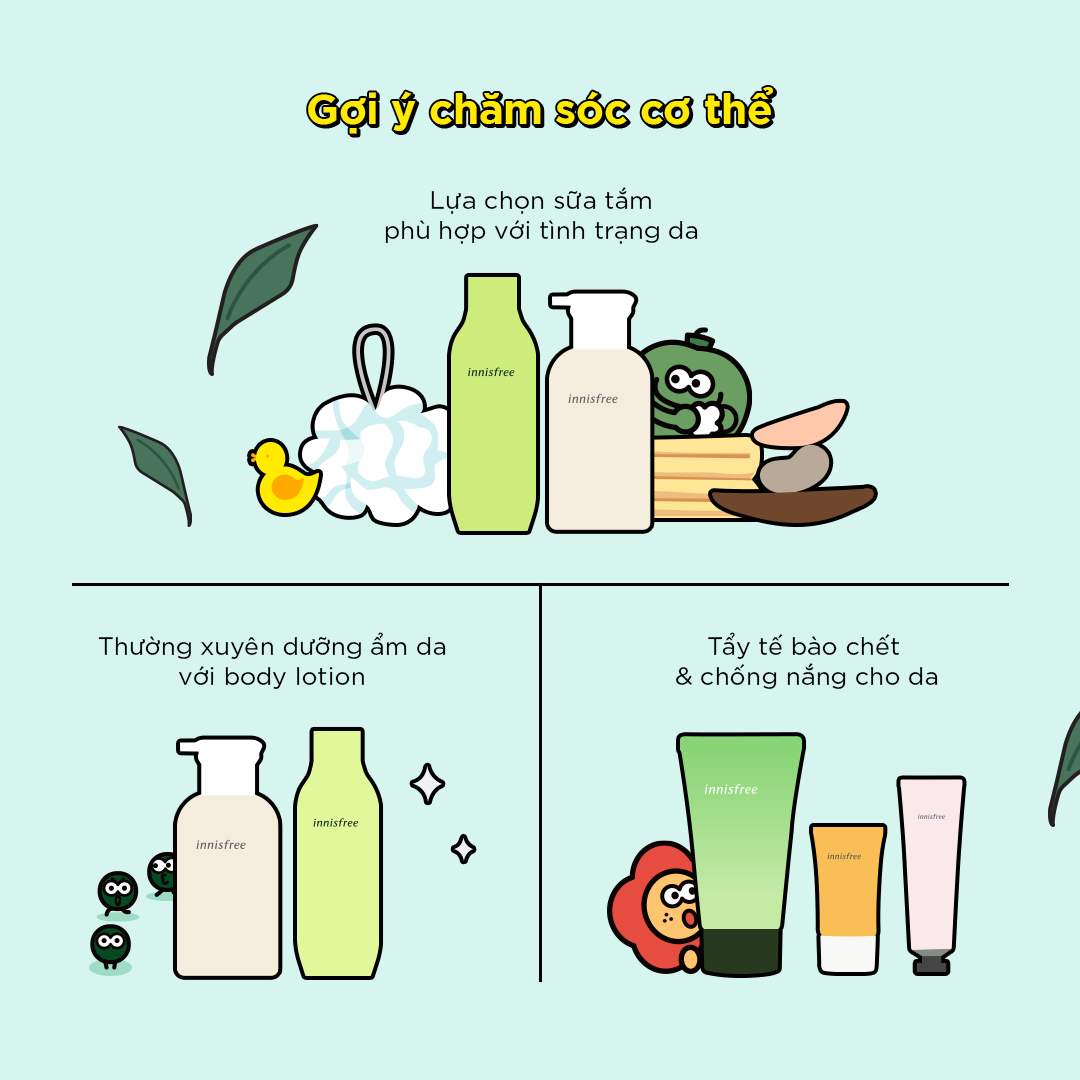 Gợi ý chăm sóc cơ thể
Lựa chọn sữa tắm
phù hợp với tình trạng da
innisfree
innisfree
Thường xuyên dưỡng ẩm da
với body lotion
innisfree
innisfree
Tẩy tế bào chết
& chống nắng cho da
innisfree
innisfree
innisfree